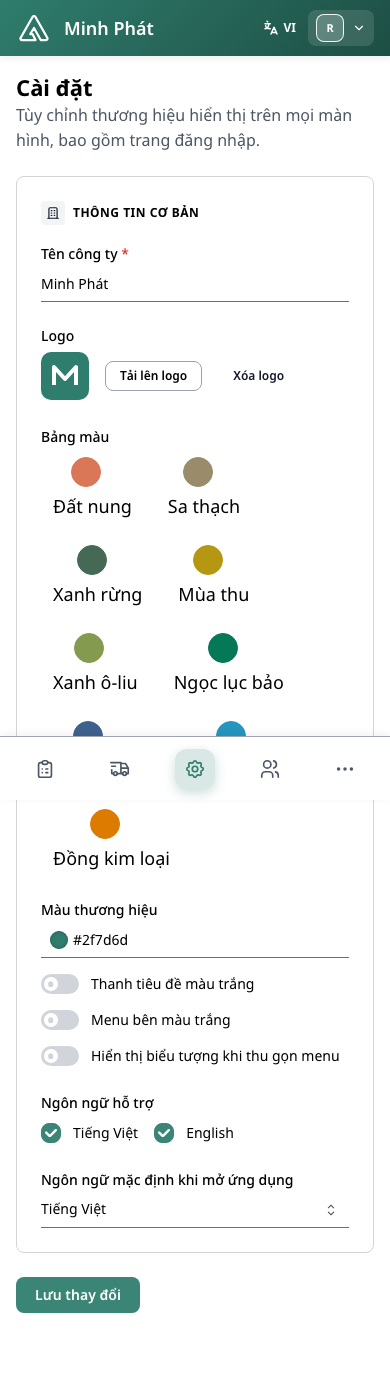 Minh Phát
VI
R
Cài đặt
Tùy chỉnh thương hiệu hiển thị trên mọi màn
hình, bao gồm trang đăng nhập.
THÔNG TIN CƠ BẢN
Tên công ty *
Minh Phát
Logo
M
Tải lên logo
Xóa logo
Bảng màu
Đất nung
Sa thạch
Xanh rừng
Mùa thu
Xanh ô-liu
Ngọc lục bảo
Đồng kim loại
Màu thương hiệu
#2f7d6d
Thanh tiêu đề màu trắng
Menu bên màu trắng
Hiển thị biểu tượng khi thu gọn menu
Ngôn ngữ hỗ trợ
Tiếng Việt
English
Ngôn ngữ mặc định khi mở ứng dụng
Tiếng Việt
Lưu thay đổi